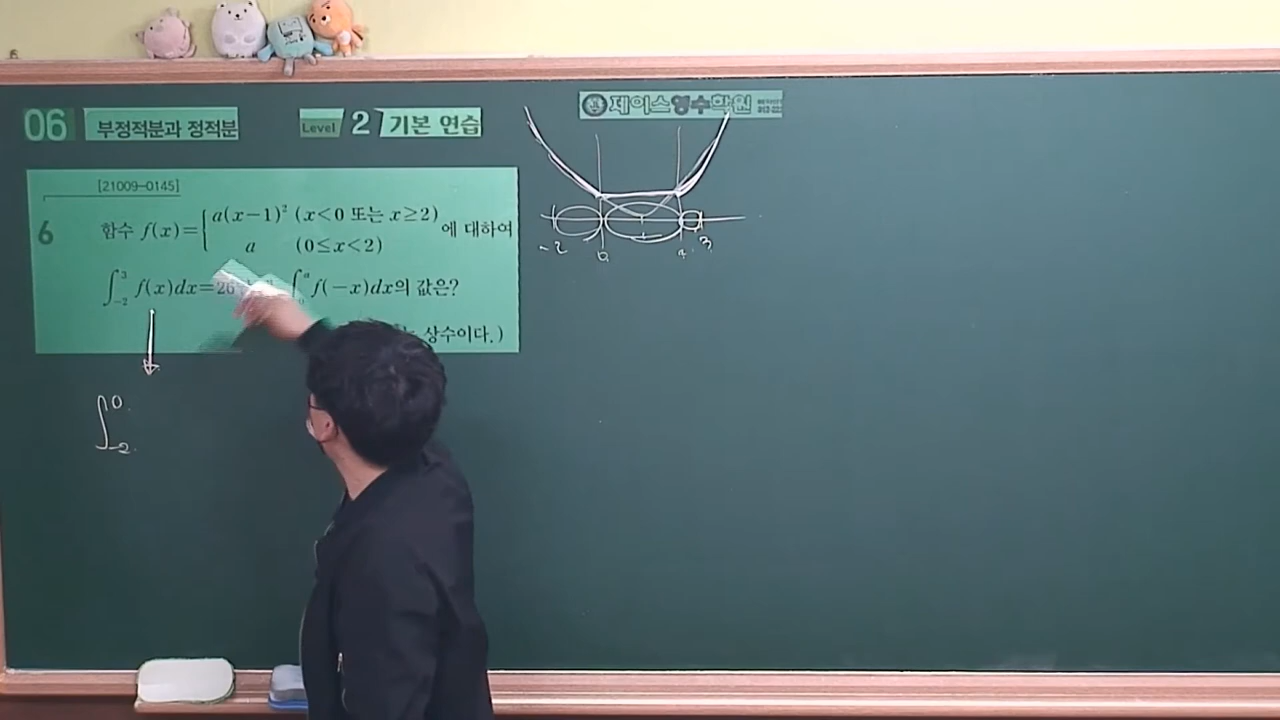 06 부정적분과 정적분 Level 2 기본 연습
제이스영수학원
[21009-0145]
6 함수 f(x)={ a(x-1)² (x<0 또는 x≥2)
a (0≤x<2) 에 대하여
∫₋₂³ f(x)dx=26 ∫ᵃ f(-x)dx의 값은?
상수이다.)
-2 0 1 2 3
∫₋₂⁰